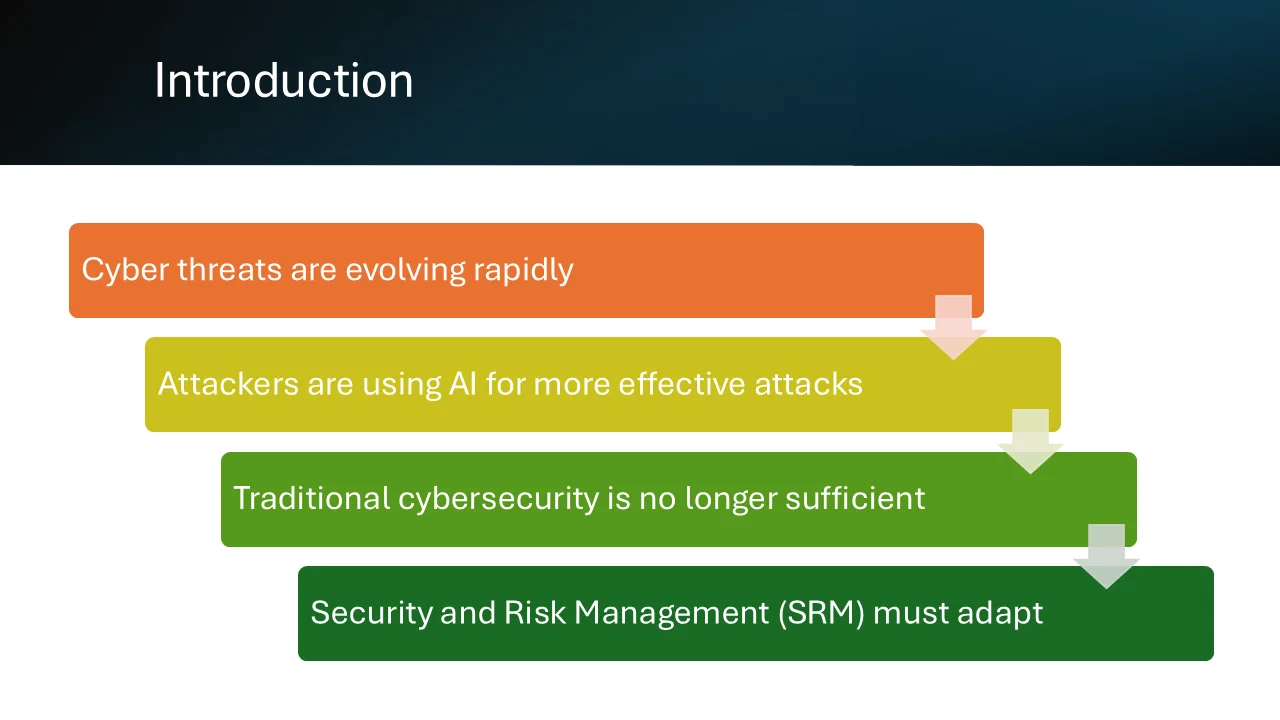 Introduction
Cyber threats are evolving rapidly
Attackers are using AI for more effective attacks
Traditional cybersecurity is no longer sufficient
Security and Risk Management (SRM) must adapt